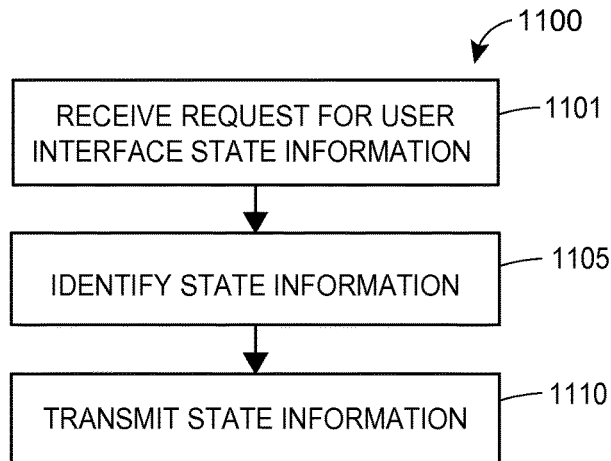 1100
RECEIVE REQUEST FOR USER
INTERFACE STATE INFORMATION
1101
IDENTIFY STATE INFORMATION
1105
TRANSMIT STATE INFORMATION
1110